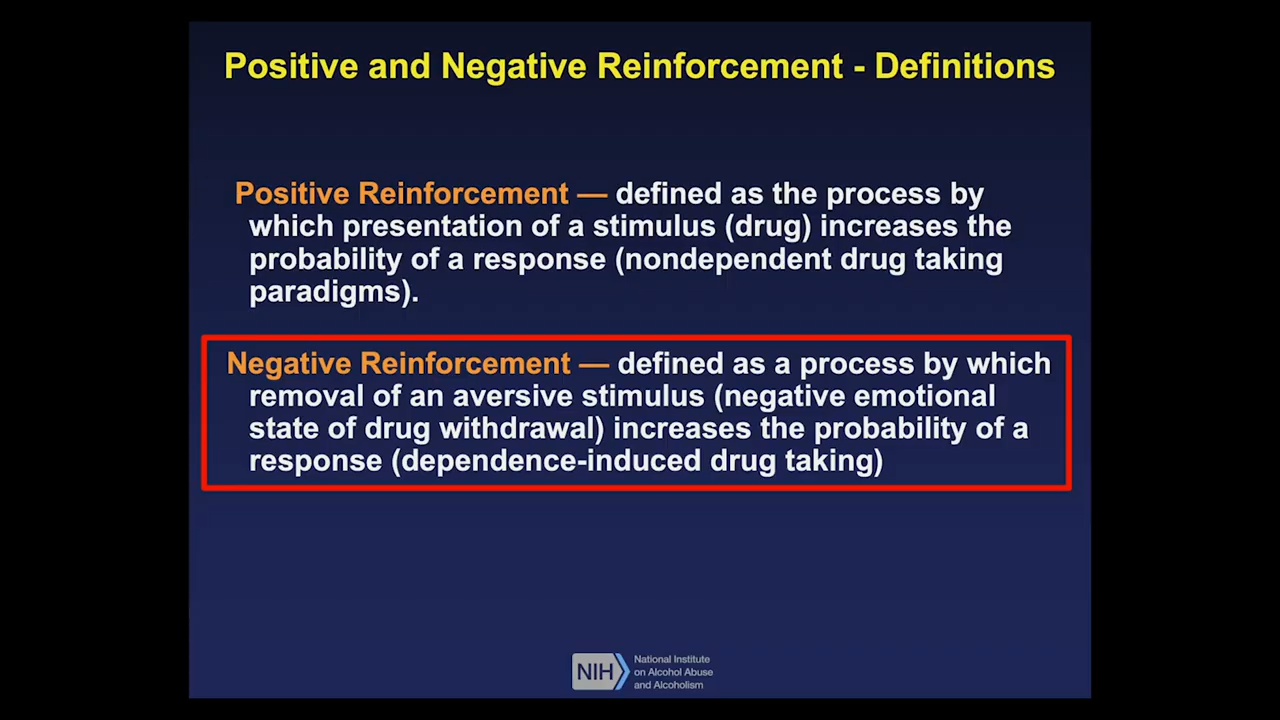 Positive and Negative Reinforcement - Definitions
Positive Reinforcement — defined as the process by
which presentation of a stimulus (drug) increases the
probability of a response (nondependent drug taking
paradigms).
Negative Reinforcement — defined as a process by which
removal of an aversive stimulus (negative emotional
state of drug withdrawal) increases the probability of a
response (dependence-induced drug taking)
NIH
National Institute
on Alcohol Abuse
and Alcoholism